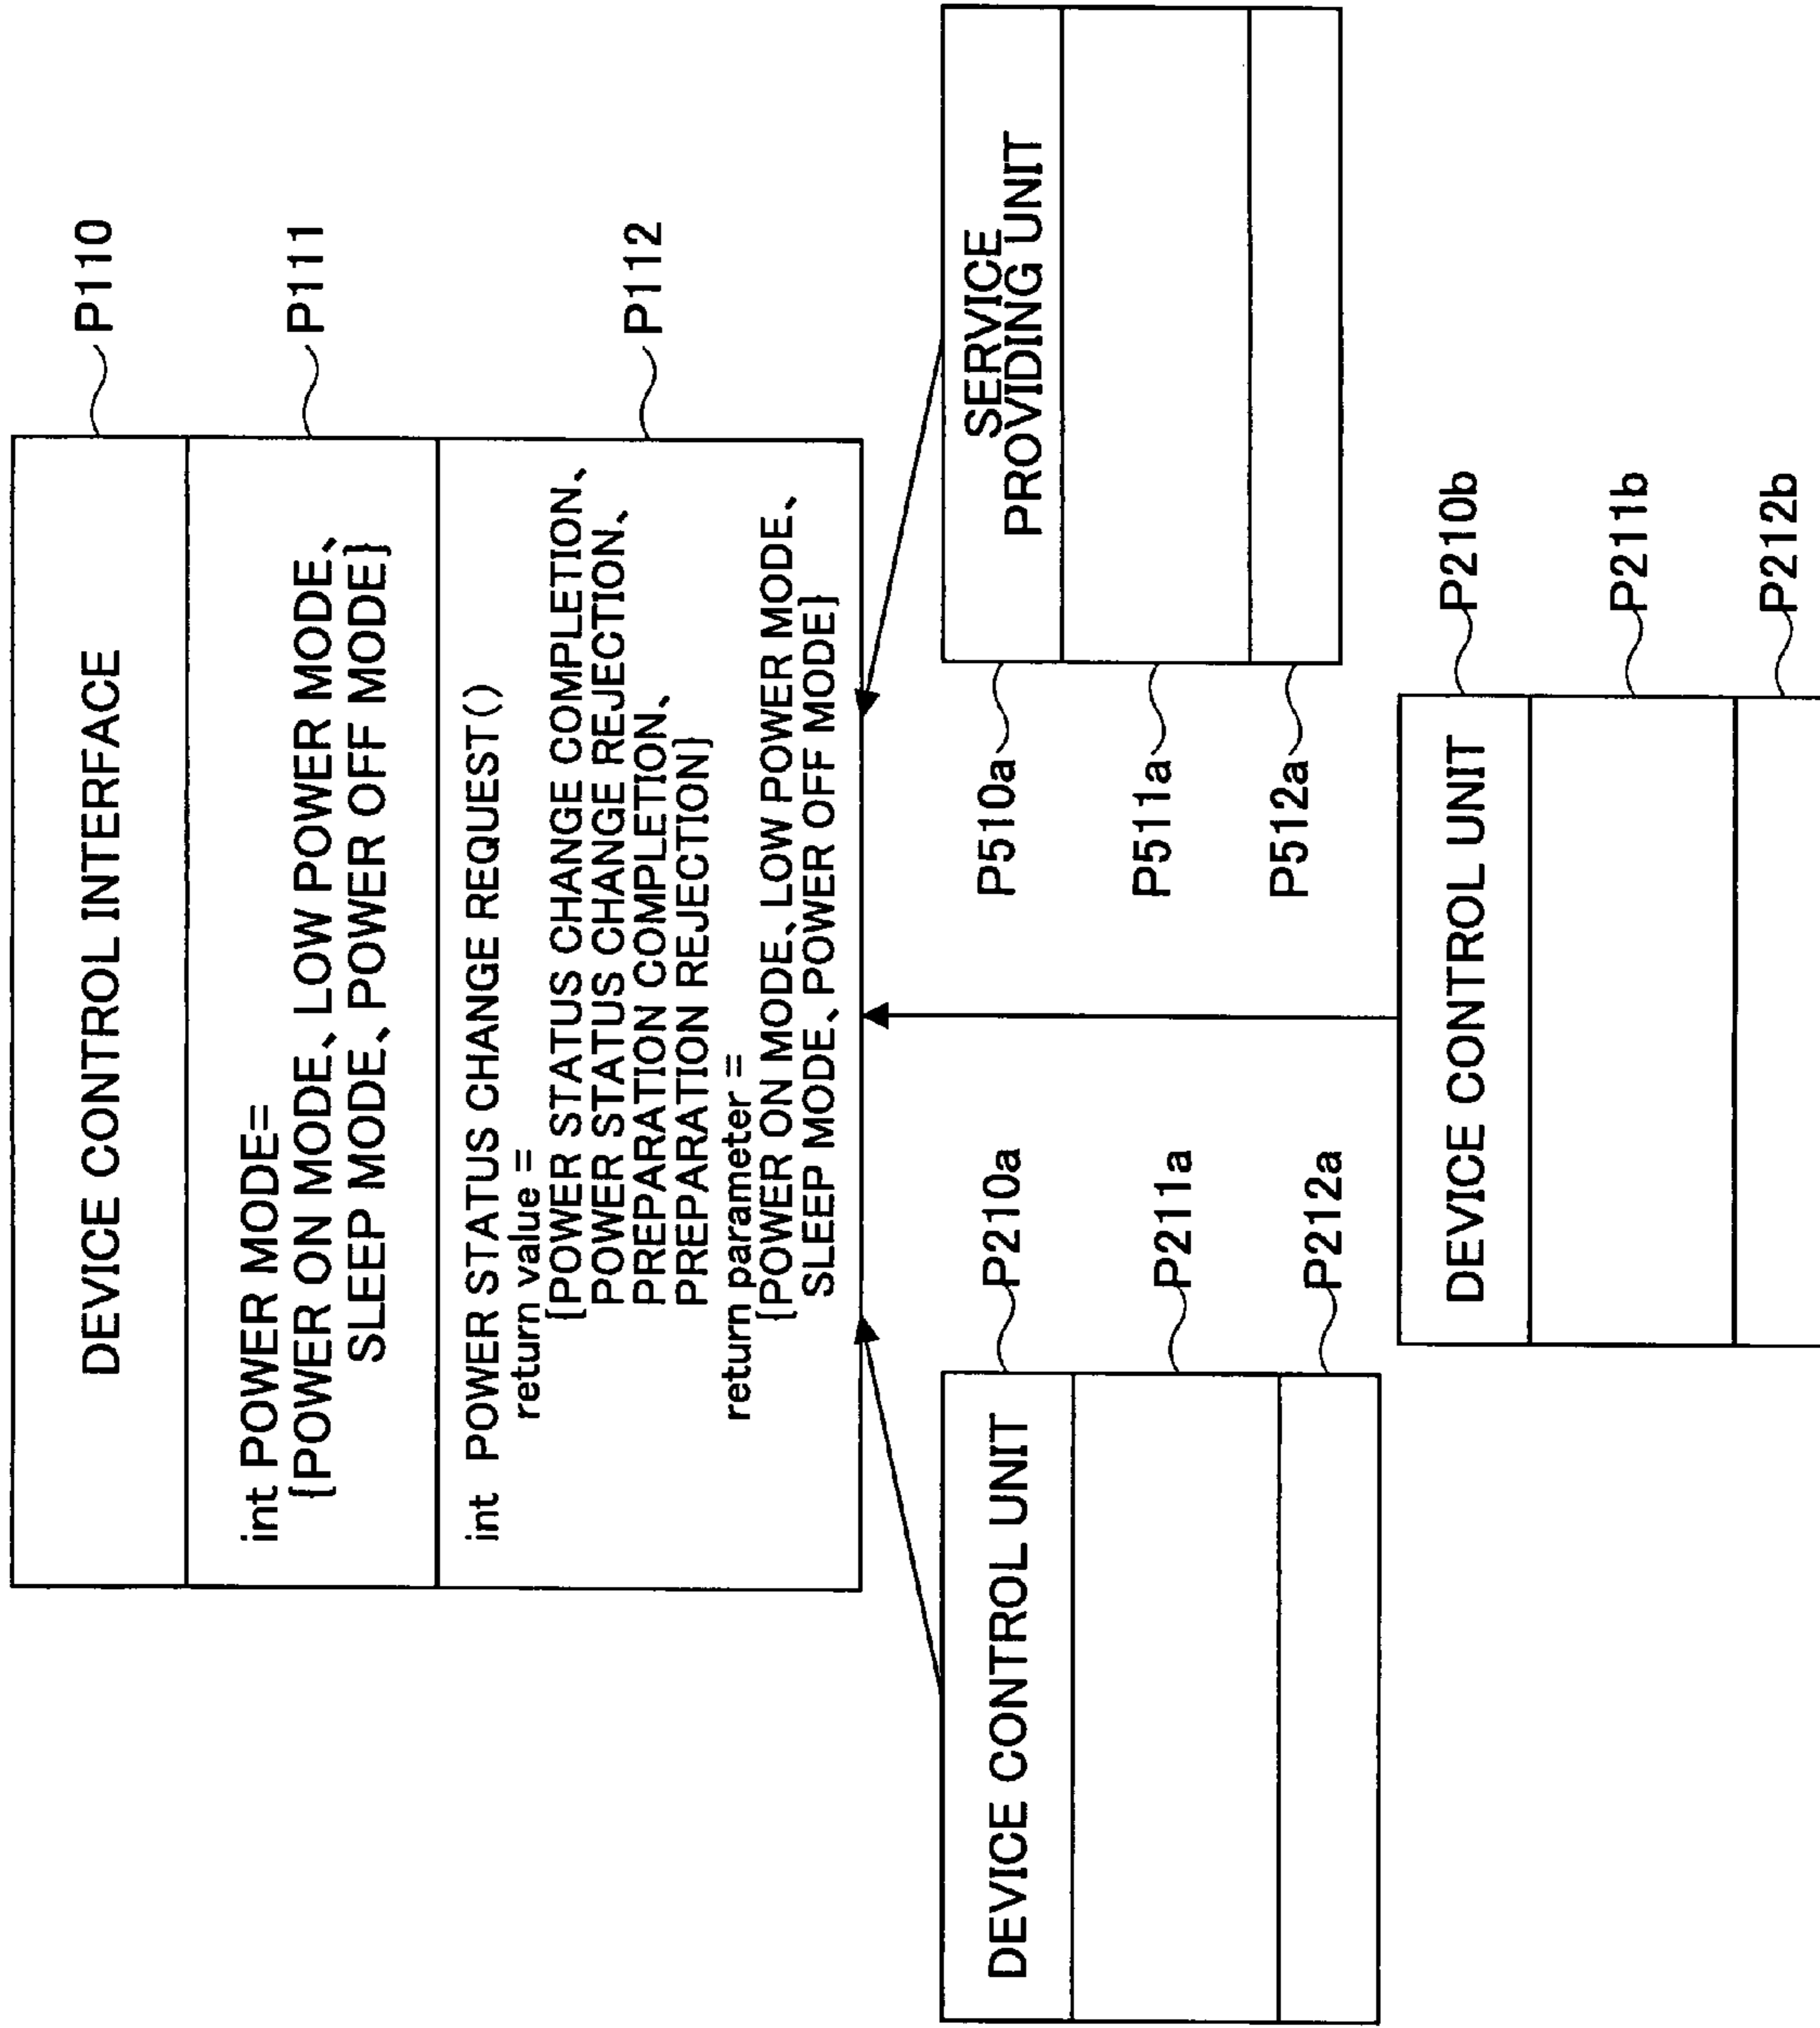 DEVICE CONTROL INTERFACE
P110
int POWER MODE=
{POWER ON MODE、LOW POWER MODE、
SLEEP MODE、POWER OFF MODE}
P111
int POWER STATUS CHANGE REQUEST()
return value =
{POWER STATUS CHANGE COMPLETION、
POWER STATUS CHANGE REJECTION、
PREPARATION COMPLETION、
PREPARATION REJECTION}
return parameter =
{POWER ON MODE、LOW POWER MODE、
SLEEP MODE、POWER OFF MODE}
P112
DEVICE CONTROL UNIT
P210a
P211a
P212a
SERVICE
PROVIDING UNIT
P510a
P511a
P512a
DEVICE CONTROL UNIT
P210b
P211b
P212b